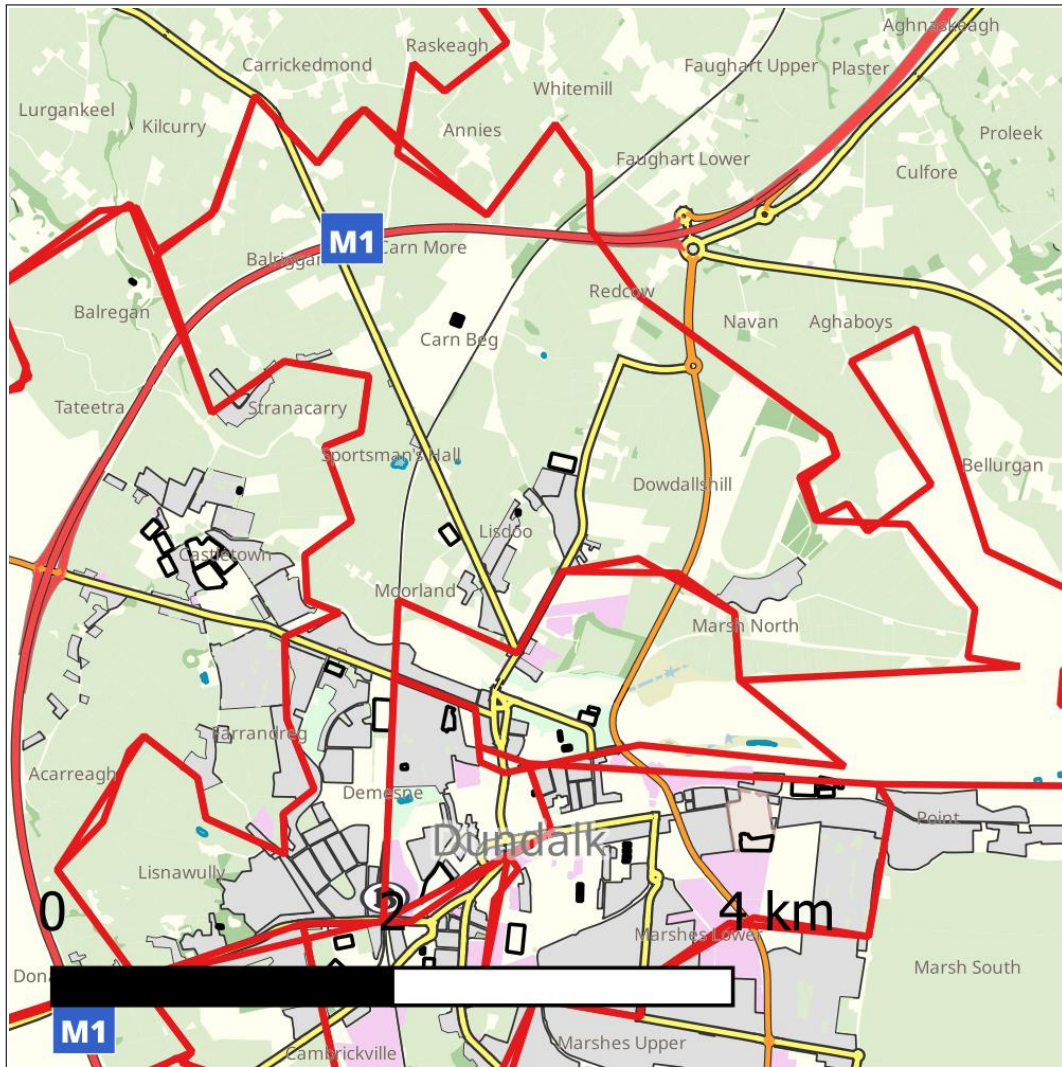 Aghnaskeagh
Raskeagh
Carrickedmond
Faughart Upper
Plaster
Whitemill
Lurgankeel
Kilcurry
Annies
Proleek
Faughart Lower
Culfore
M1
Carn More
Balriggan
Redcow
Balregan
Navan
Aghaboys
Carn Beg
Tateetra
Stranacarry
Sportsman's Hall
Bellurgan
Dowdallshill
Lisdoo
Castletown
Moorland
Marsh North
Farrandreg
Acarreagh
Demesne
Point
Dundalk
Lisnawully
0
2
4 km
Marshes Lower
Marsh South
M1
Marshes Upper
Cambrickville